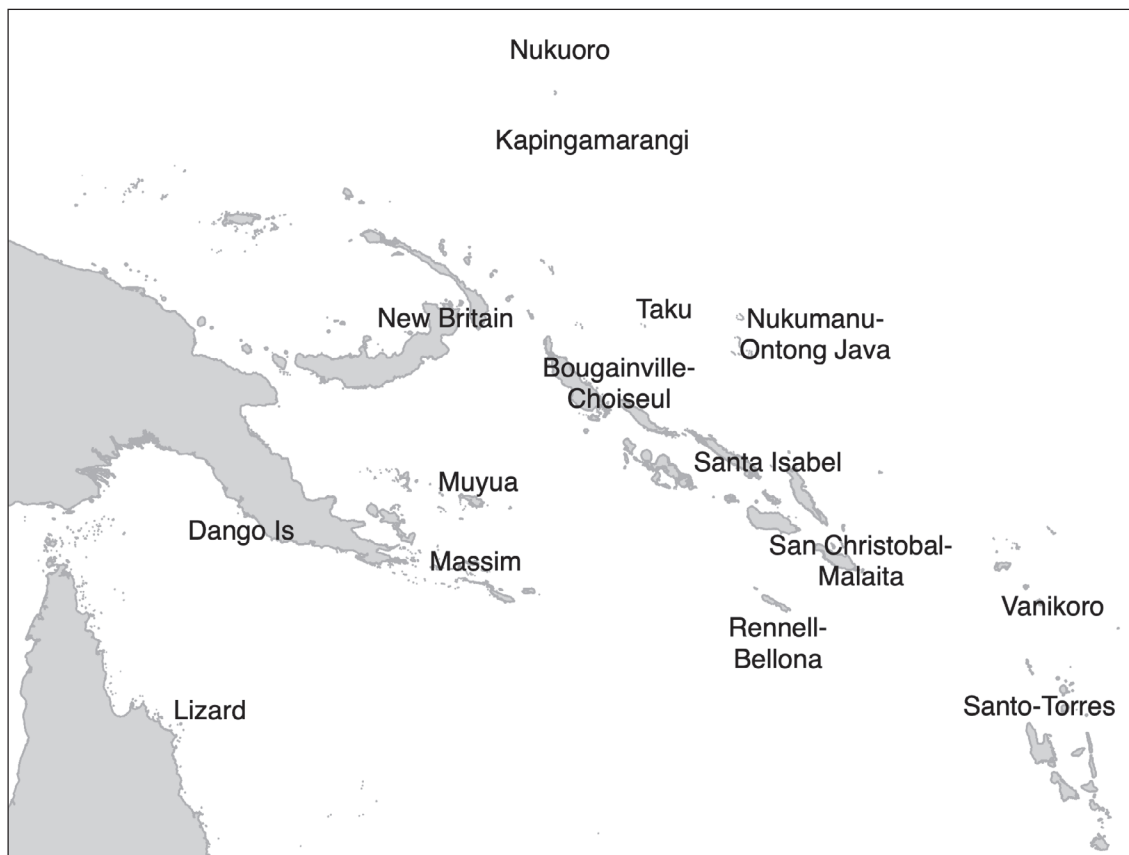 Nukuoro
Kapingamarangi
New Britain
Taku
Nukumanu-
Ontong Java
Bougainville-
Choiseul
Santa Isabel
Muyua
Dango Is
Massim
San Christobal-
Malaita
Vanikoro
Rennell-
Bellona
Lizard
Santo-Torres